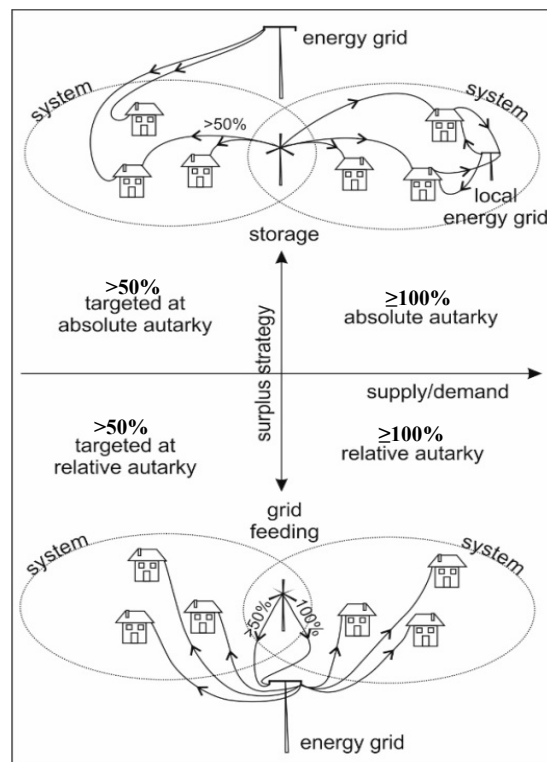 energy grid
system
system
>50%
local
energy grid
storage
>50%
targeted at
absolute autarky
≥100%
absolute autarky
surplus strategy
supply/demand
>50%
targeted at
relative autarky
≥100%
relative autarky
grid
feeding
system
system
>50%
100%
energy grid